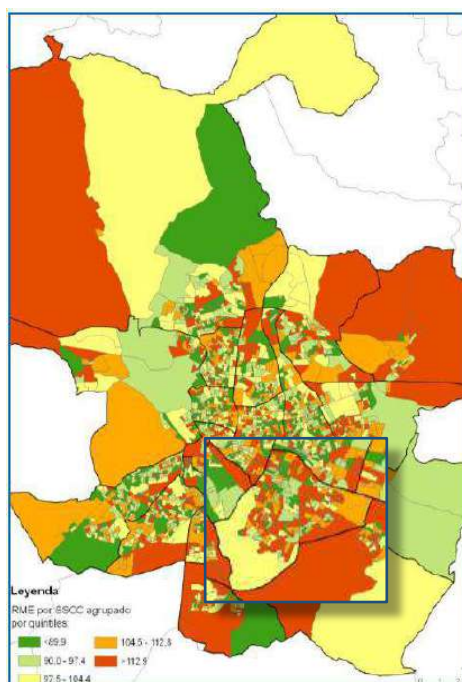 Leyenda
RME por SSCC agrupado
por quintiles
<89.9 104.5 - 112.8
90.0 - 97.4 >112.9
97.5 - 104.4